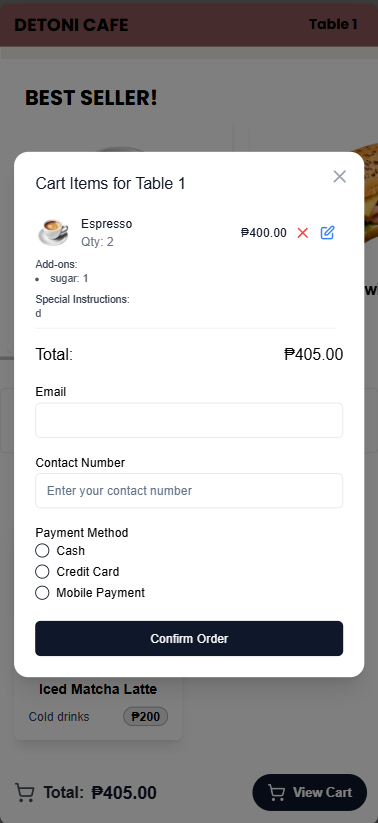 DETONI CAFE
Table 1
BEST SELLER!
Cart Items for Table 1
Espresso
Qty: 2
₱400.00
Add-ons:
• sugar: 1
Special Instructions:
d
Total:
₱405.00
Email
Contact Number
Enter your contact number
Payment Method
Cash
Credit Card
Mobile Payment
Confirm Order
Iced Matcha Latte
Cold drinks
₱200
Total: ₱405.00
View Cart